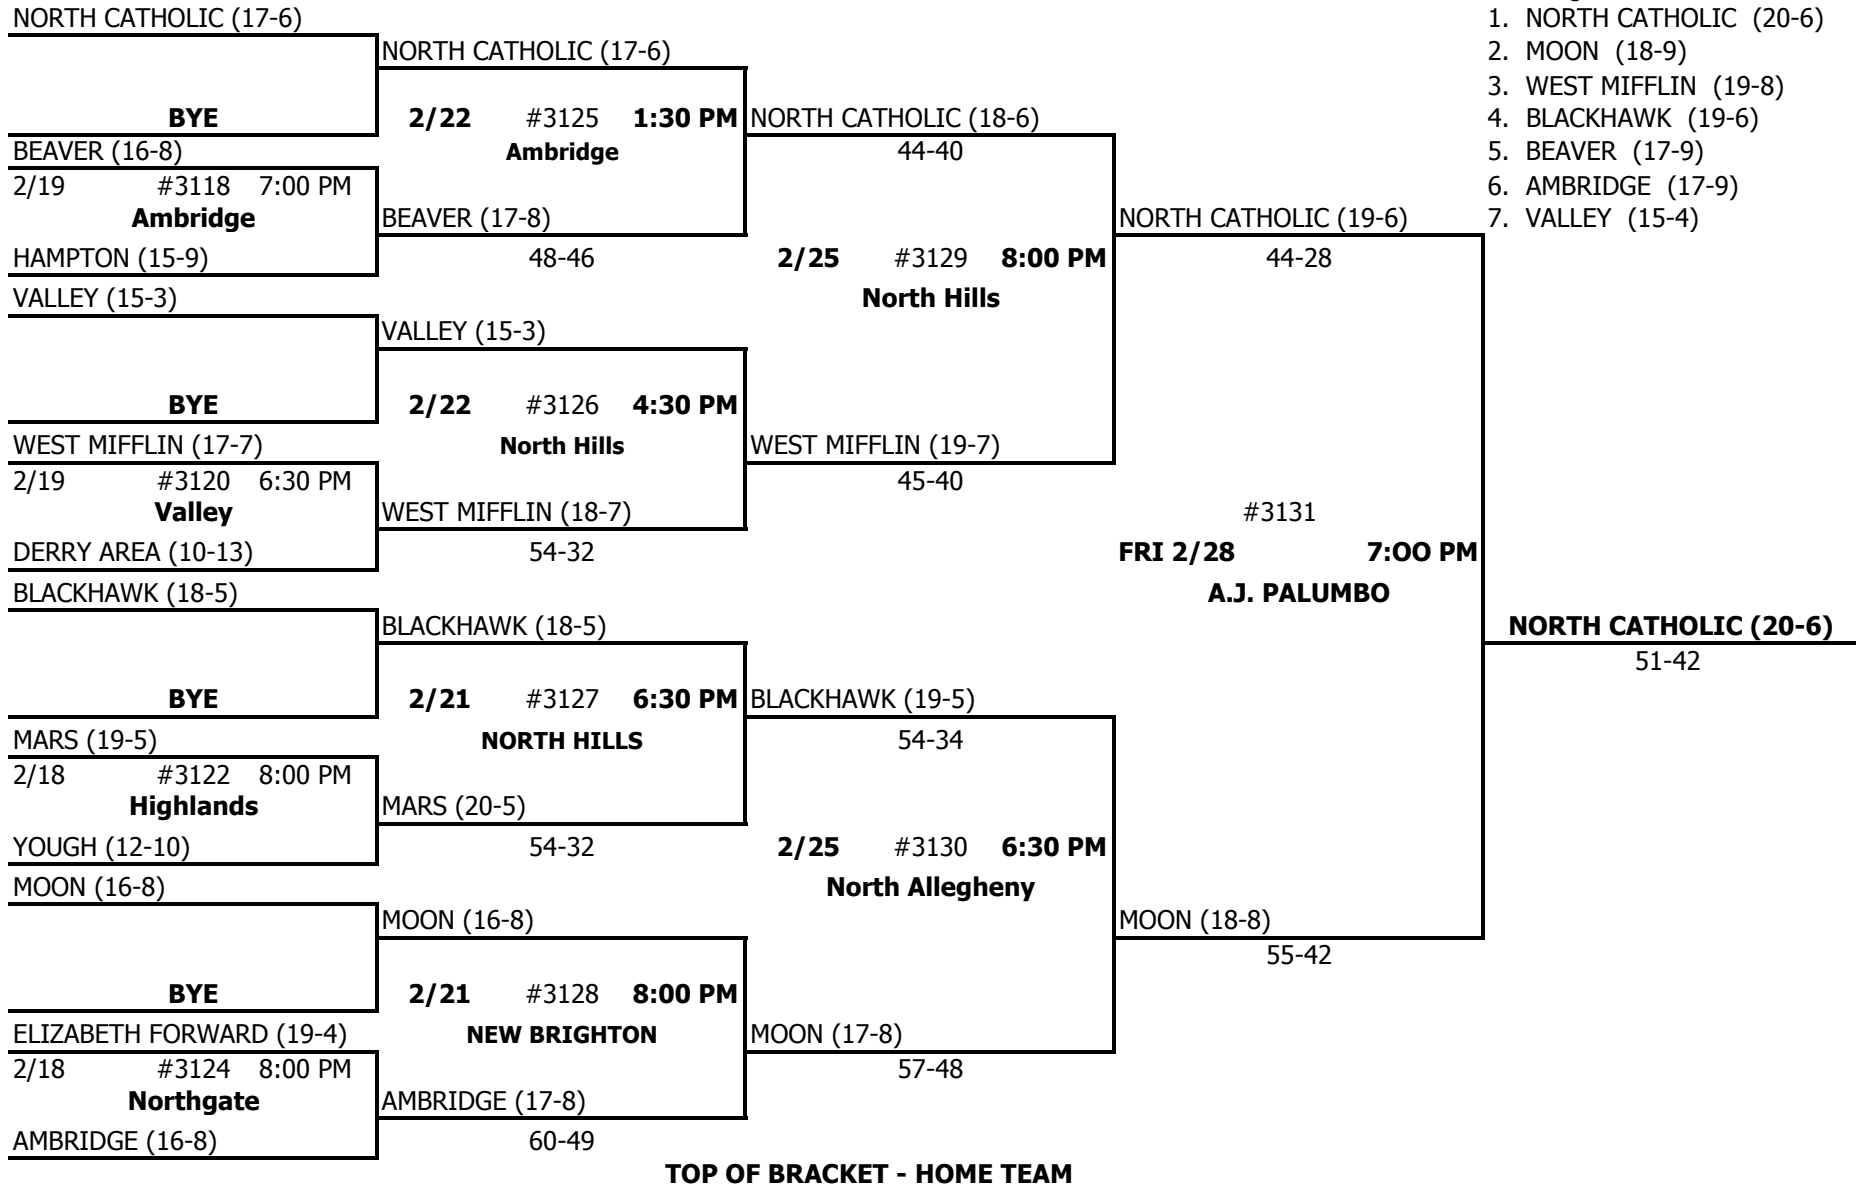 NORTH CATHOLIC (17-6)
NORTH CATHOLIC (17-6)
BYE
2/22 #3125 1:30 PM
NORTH CATHOLIC (18-6)
BEAVER (16-8)
Ambridge
44-40
2/19 #3118 7:00 PM
Ambridge
BEAVER (17-8)
NORTH CATHOLIC (19-6)
HAMPTON (15-9)
48-46
2/25 #3129 8:00 PM
44-28
VALLEY (15-3)
North Hills
VALLEY (15-3)
BYE
2/22 #3126 4:30 PM
WEST MIFFLIN (17-7)
North Hills
WEST MIFFLIN (19-7)
2/19 #3120 6:30 PM
45-40
Valley
WEST MIFFLIN (18-7)
#3131
DERRY AREA (10-13)
54-32
FRI 2/28 7:OO PM
BLACKHAWK (18-5)
A.J. PALUMBO
BLACKHAWK (18-5)
NORTH CATHOLIC (20-6)
51-42
BYE
2/21 #3127 6:30 PM
BLACKHAWK (19-5)
MARS (19-5)
NORTH HILLS
54-34
2/18 #3122 8:00 PM
Highlands
MARS (20-5)
YOUGH (12-10)
54-32
2/25 #3130 6:30 PM
MOON (16-8)
North Allegheny
MOON (16-8)
MOON (18-8)
55-42
BYE
2/21 #3128 8:00 PM
ELIZABETH FORWARD (19-4)
NEW BRIGHTON
MOON (17-8)
2/18 #3124 8:00 PM
57-48
Northgate
AMBRIDGE (17-8)
AMBRIDGE (16-8)
60-49
TOP OF BRACKET - HOME TEAM
1. NORTH CATHOLIC (20-6)
2. MOON (18-9)
3. WEST MIFFLIN (19-8)
4. BLACKHAWK (19-6)
5. BEAVER (17-9)
6. AMBRIDGE (17-9)
7. VALLEY (15-4)